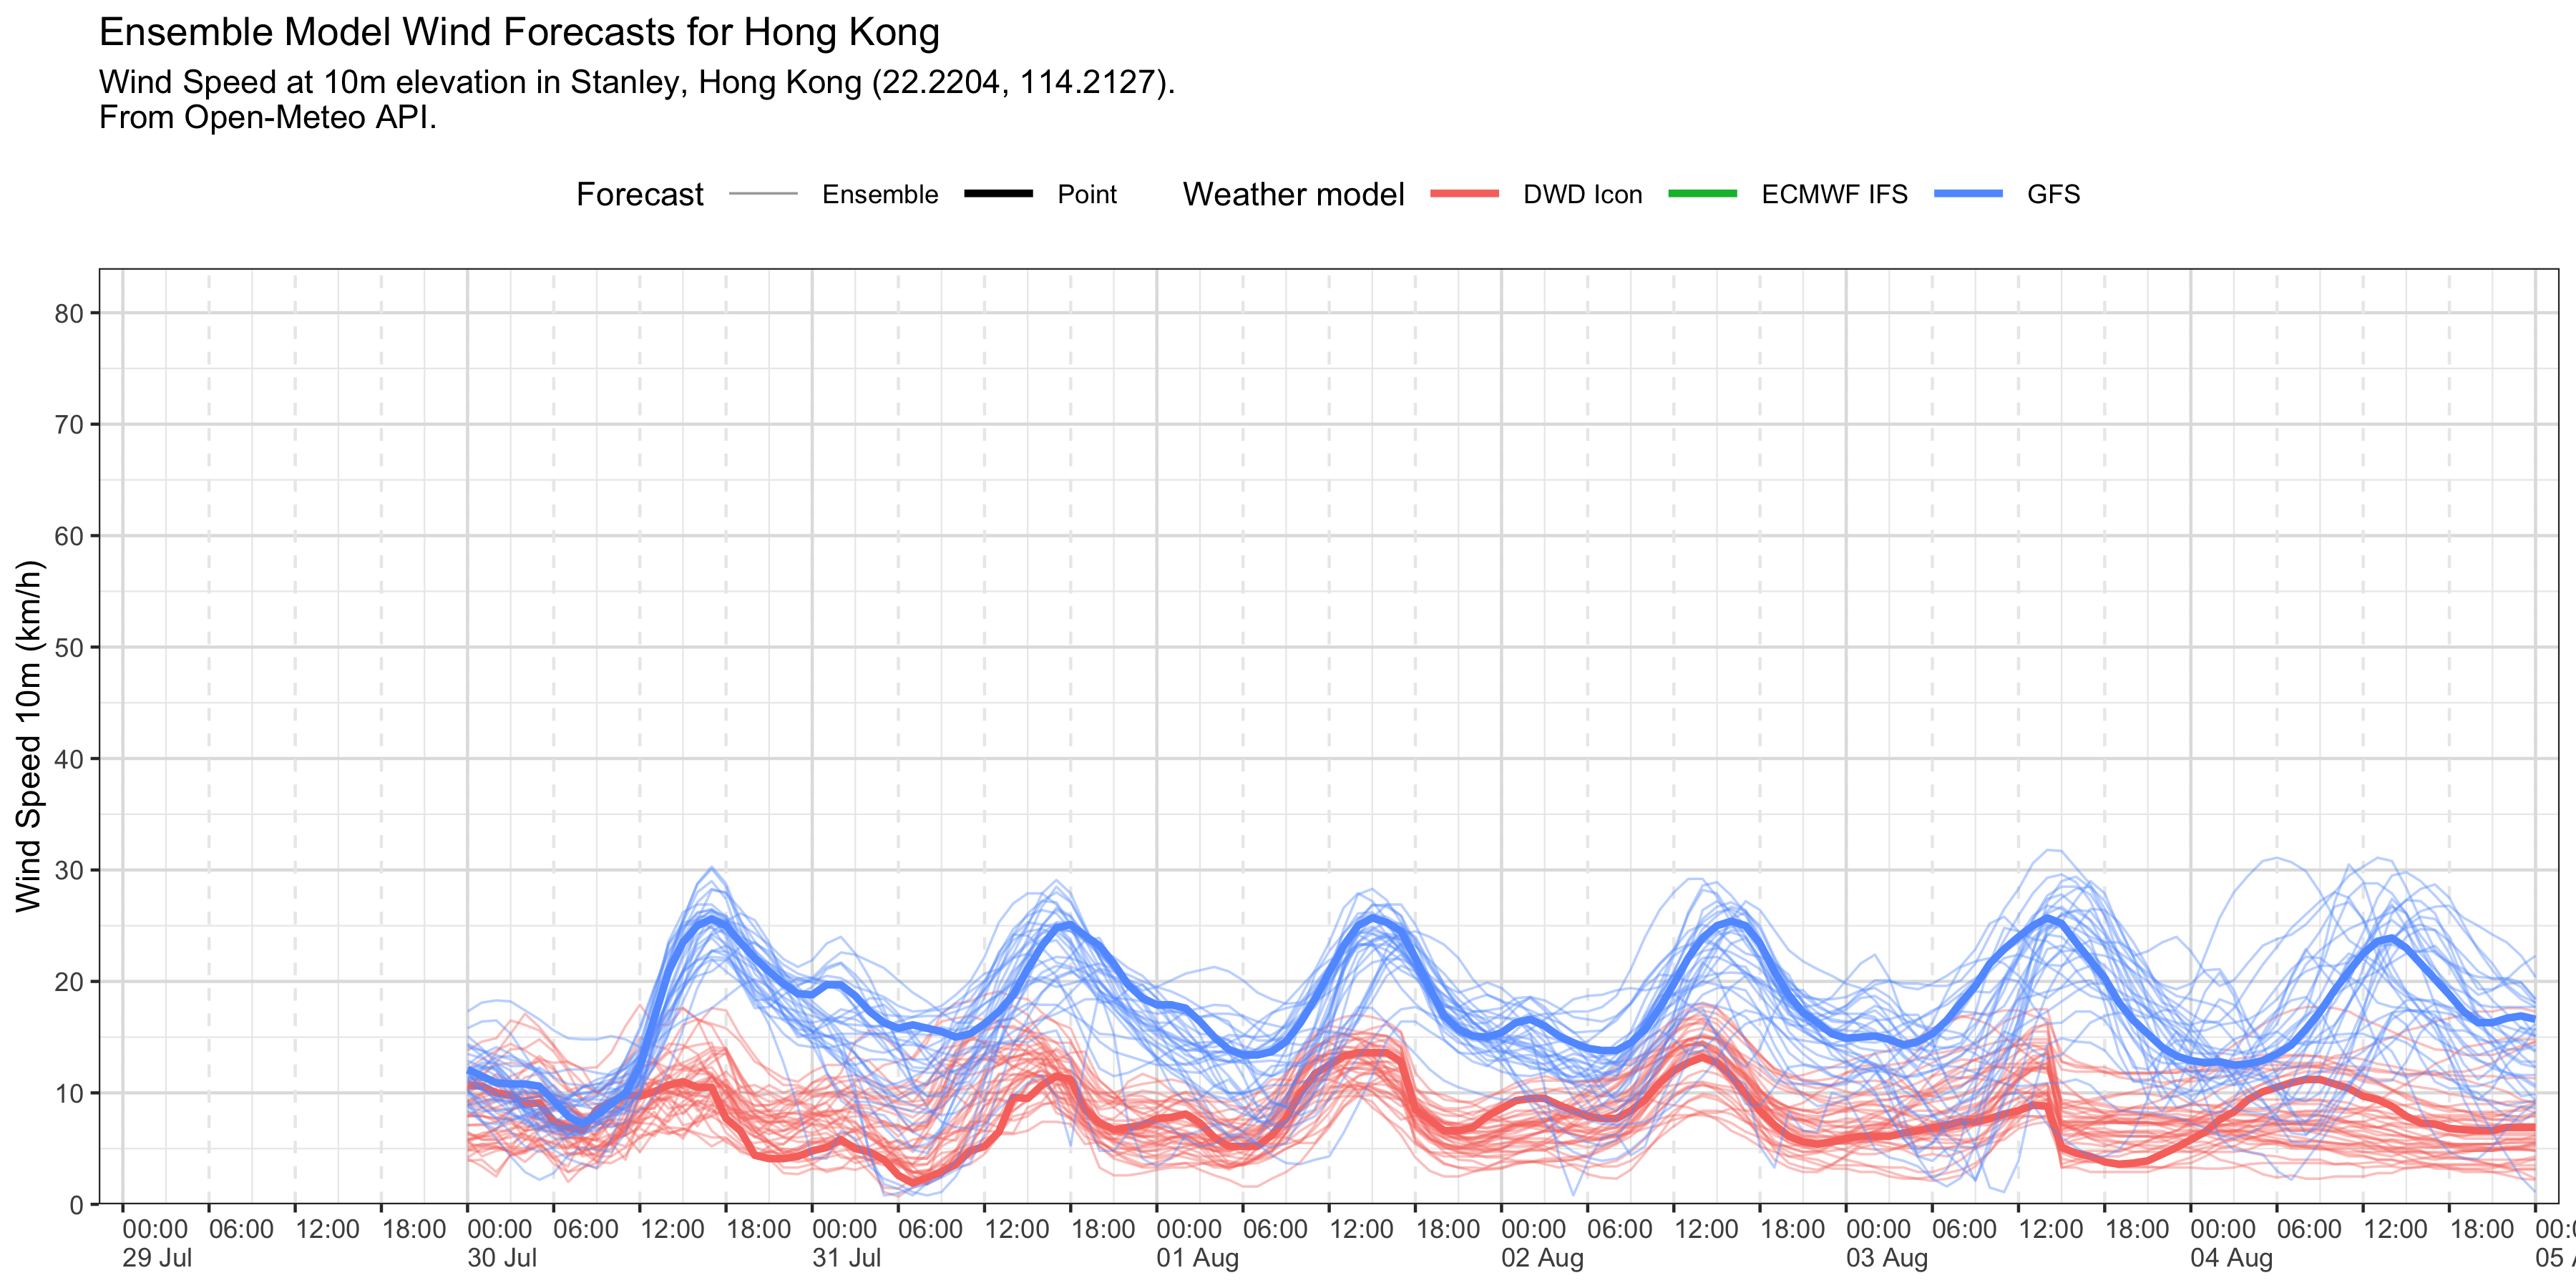 Ensemble Model Wind Forecasts for Hong Kong
Wind Speed at 10m elevation in Stanley, Hong Kong (22.2204, 114.2127).
From Open-Meteo API.
Forecast Ensemble Point Weather model DWD Icon ECMWF IFS GFS
Wind Speed 10m (km/h)
80
70
60
50
40
30
20
10
0
00:00 06:00 12:00 18:00 00:00 06:00 12:00 18:00 00:00 06:00 12:00 18:00 00:00 06:00 12:00 18:00 00:00 06:00 12:00 18:00 00:00 06:00 12:00 18:00 00:00 06:00 12:00 18:00
29 Jul 30 Jul 31 Jul 01 Aug 02 Aug 03 Aug 04 Aug 05